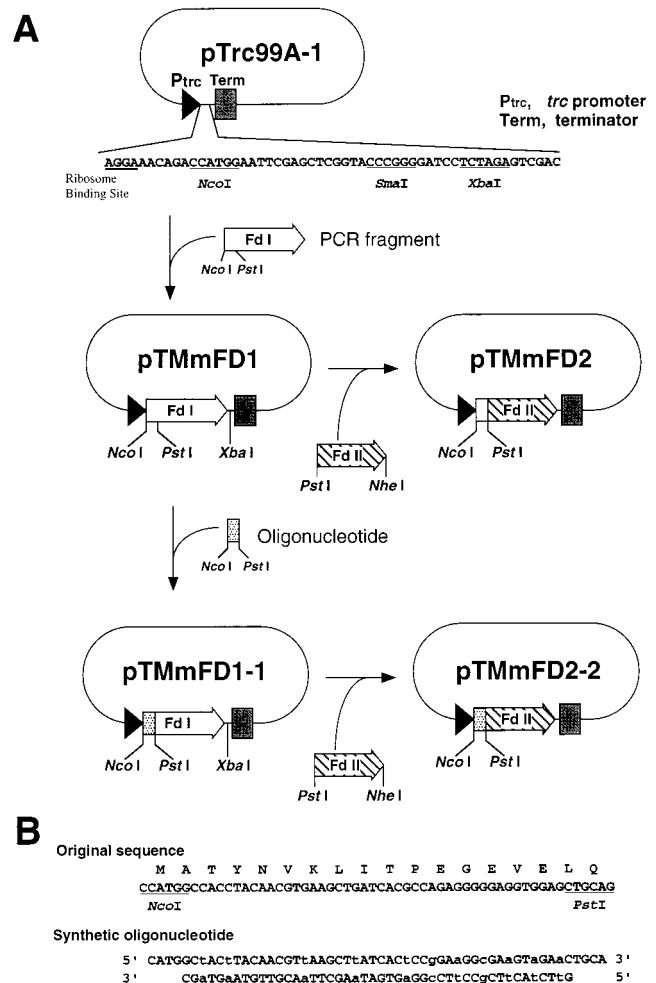 A
pTrc99A-1
Ptrc Term
Ptrc, trc promoter
Term, terminator
AGGAAACAGACCATGGAATTCGAGCTCGGTACCCGGGGATCCTCTAGAGTCGAC
Ribosome
Binding Site
NcoI SmaI XbaI
Fd I PCR fragment
Nco I Pst I
pTMmFD1 pTMmFD2
Fd I Fd II
Nco I Pst I Xba I Nco I Pst I
Fd II
Pst I Nhe I
Oligonucleotide
Nco I Pst I
pTMmFD1-1 pTMmFD2-2
Fd I Fd II
Nco I Pst I Xba I Nco I Pst I
Fd II
Pst I Nhe I
B
Original sequence
M A T Y N V K L I T P E G E V E L Q
CCATGGCCACCTACAACGTGAAGCTGATCACGCCAGAGGGGGAGGTGGAGCTGCAG
NcoI PstI
Synthetic oligonucleotide
5' CATGGCtACtTACAACGTtAAGCTtATCACtCCgGAaGGcGAaGTaGAaCTGCA 3'
3' CGaTGaATGTTGCAaTTCGAaTAGTGaGGcCTtCCgCTtCAtCTtG 5'